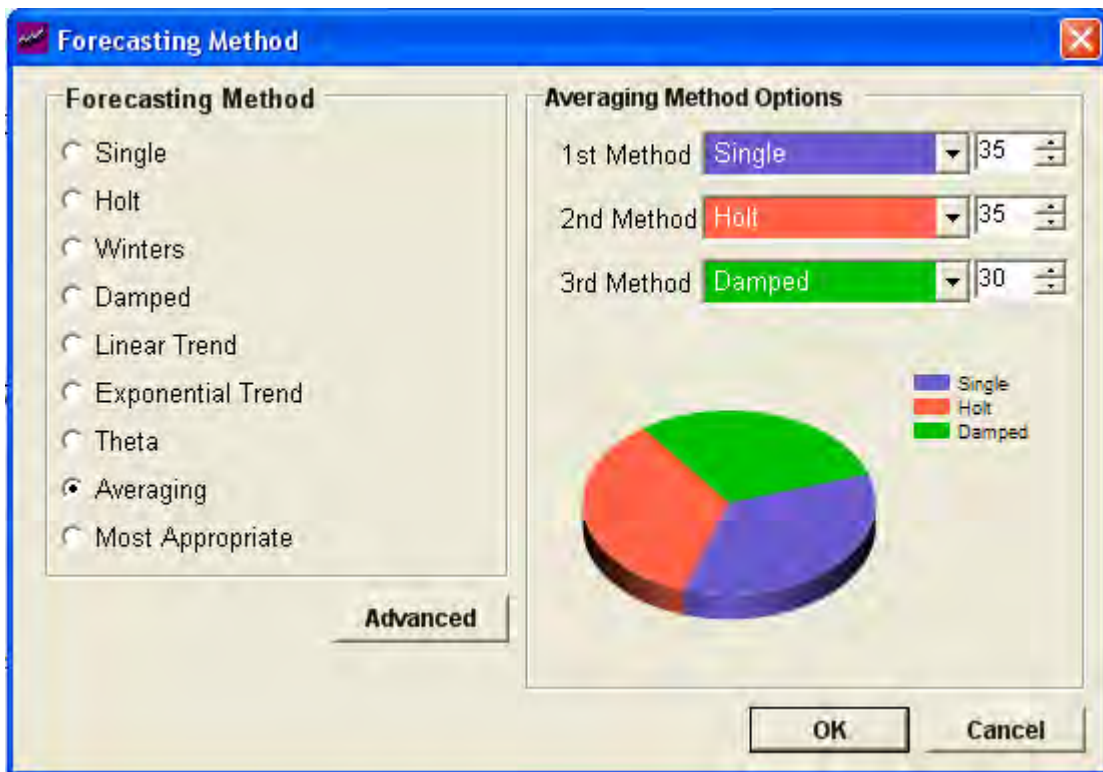 Forecasting Method
Forecasting Method
Single
Holt
Winters
Damped
Linear Trend
Exponential Trend
Theta
Averaging
Most Appropriate
Advanced
Averaging Method Options
1st Method Single 35
2nd Method Holt 35
3rd Method Damped 30
Single
Holt
Damped
OK Cancel